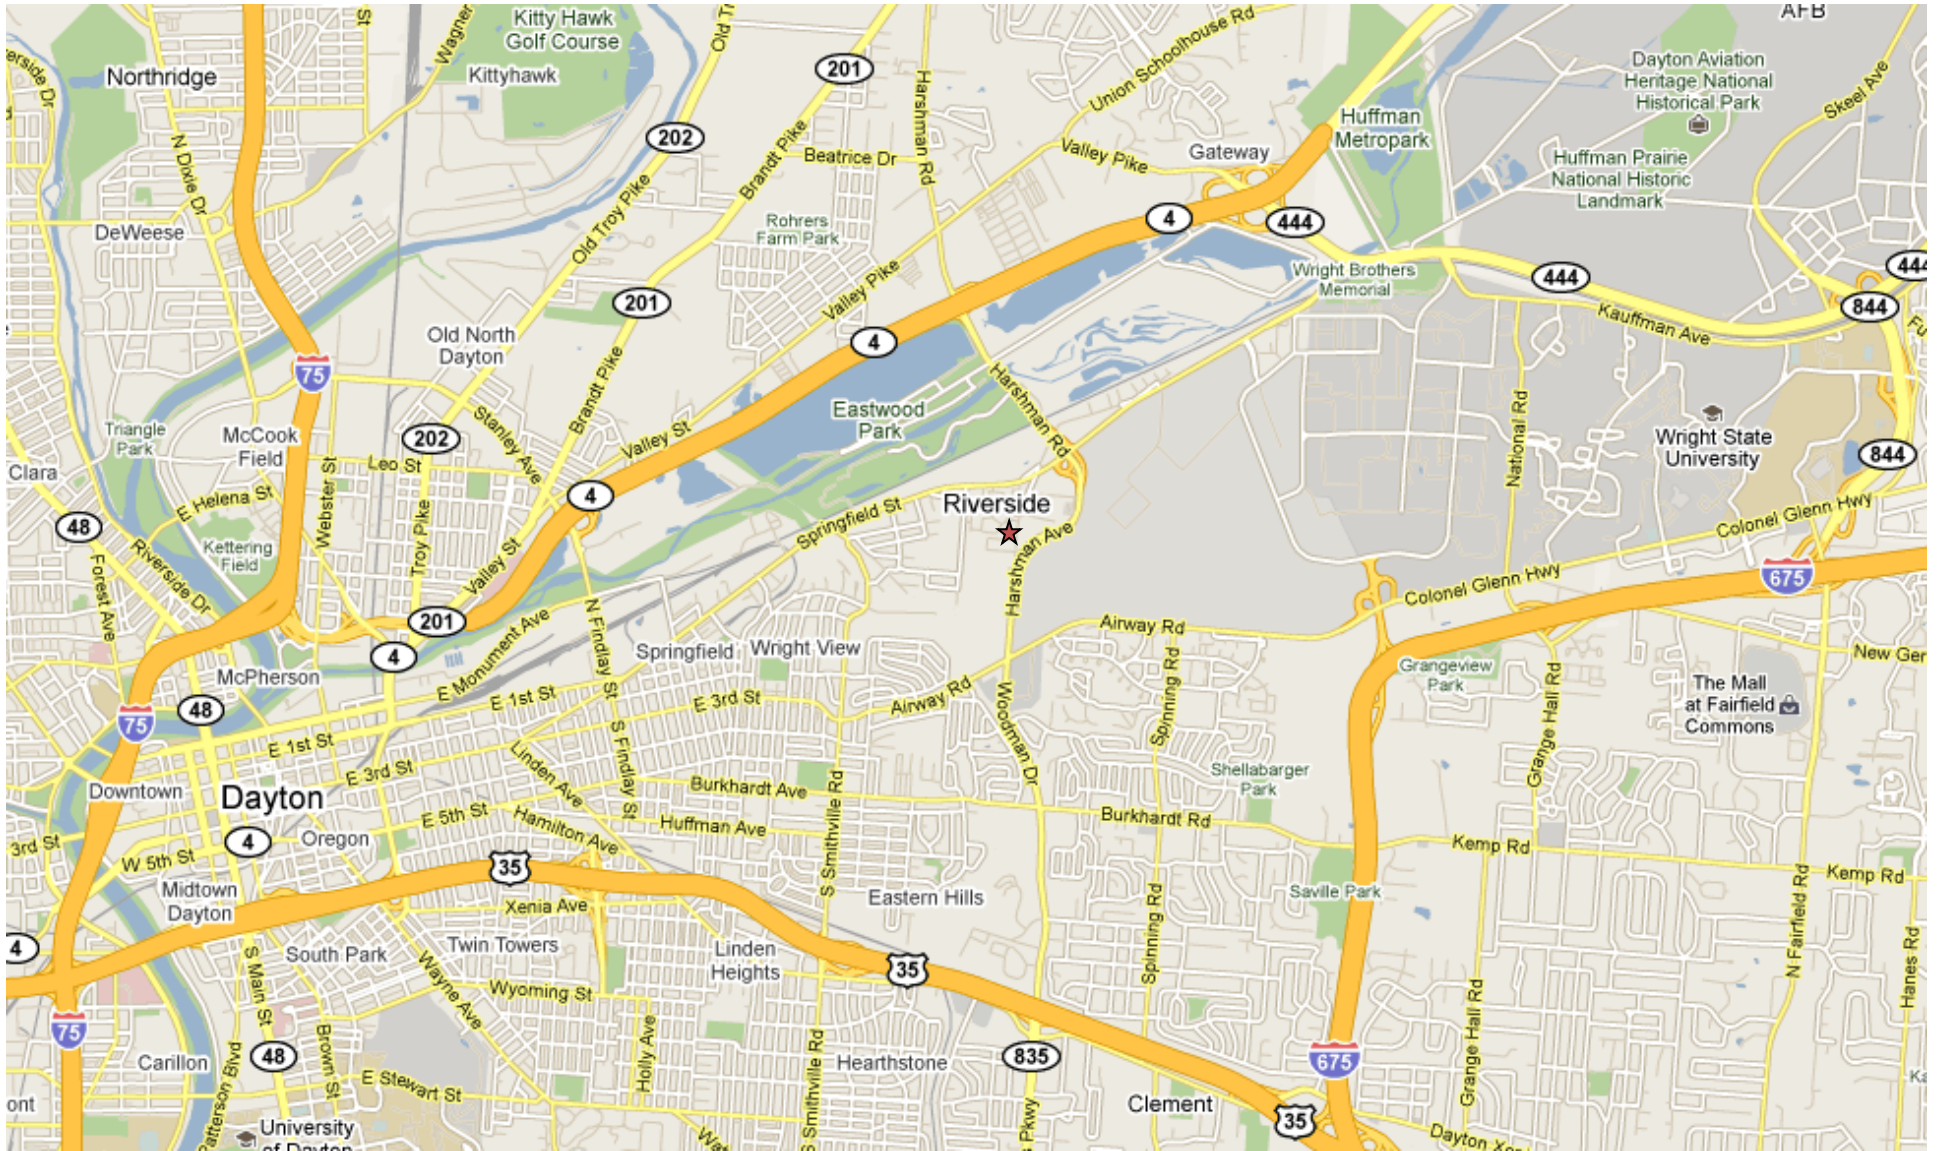 Kitty Hawk
Golf Course
Kittyhawk
Northridge
N Dixie Dr
DeWeese
Wagner
St
201
202
Harshman Rd
Union Schoolhouse Rd
Beatrice Dr
Brandt Pike
Old Troy Pike
Valley Pike
Gateway
Huffman
Metropark
AFB
Dayton Aviation
Heritage National
Historical Park
Skeel Ave
Huffman Prairie
National Historic
Landmark
Rohrers
Farm Park
4
444
Wright Brothers
Memorial
444
444
844
Kauffman Ave
201
Valley Pike
4
Old North
Dayton
75
Brandt Pike
Harshman Rd
Eastwood
Park
Triangle
Park
McCook
Field
202
Stanley Ave
Valley St
Clara
Leo St
E Helena St
Webster St
4
48
Riverside Dr
Forest Ave
Kettering
Field
Troy Pike
Valley St
Springfield St
Riverside
Harshman Ave
National Rd
Wright State
University
844
Colonel Glenn Hwy
Colonel Glenn Hwy
675
201
4
E Monument Ave
N Findlay St
Springfield
Wright View
Airway Rd
Airway Rd
Spinning Rd
Grangeview
Park
Grange Hall Rd
New Ger
The Mall
at Fairfield
Commons
McPherson
48
75
E 1st St
E 1st St
E 3rd St
E 3rd St
S Findlay St
Linden Ave
Woodman Dr
Downtown
Dayton
Burkhardt Ave
Burkhardt Rd
S Smithville Rd
Shellabarger
Park
E 5th St
Hamilton Ave
Huffman Ave
4
Oregon
3rd St
W 5th St
Kemp Rd
Kemp Rd
35
Midtown
Dayton
Xenia Ave
Eastern Hills
Spinning Rd
Saville Park
N Fairfield Rd
Hanes Rd
4
S Main St
South Park
Twin Towers
Linden
Heights
35
Wayne Ave
Wyoming St
75
Carillon
48
Brown St
Patterson Blvd
E Stewart St
Holly Ave
S Smithville Rd
Hearthstone
835
675
Grange Hall Rd
Clement
35
University
of Dayton
Dayton Xen